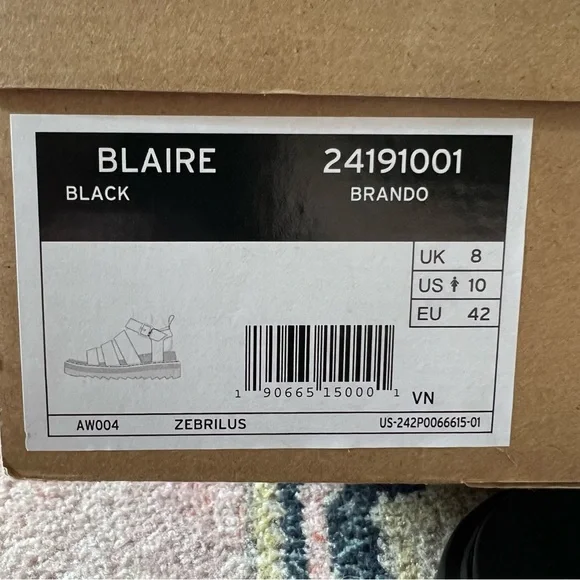 BLAIRE 24191001
BLACK BRANDO
UK 8
US 10
EU 42
1 90665 15000 1 VN
AW004 ZEBRILUS US-242P0066615-01